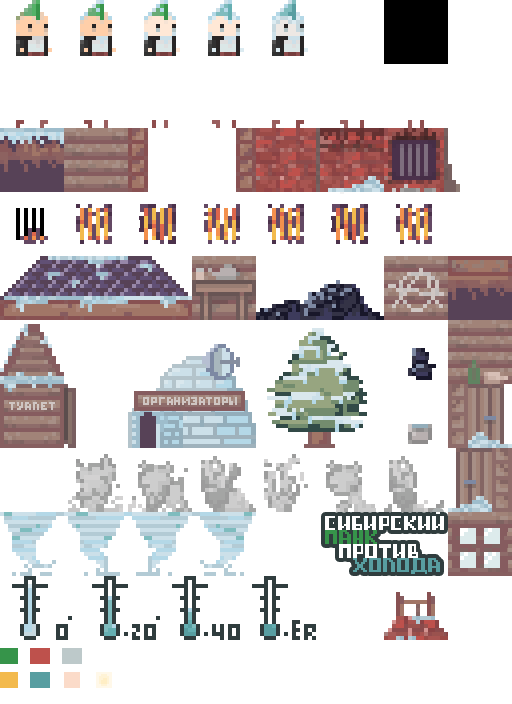 ТУАЛЕТ
ОРГАНИЗАТОРЫ
СИБИРСКИЙ
ПАНК
ПРОТИВ
ХОЛОДА
0°
-20°
-40
-ER